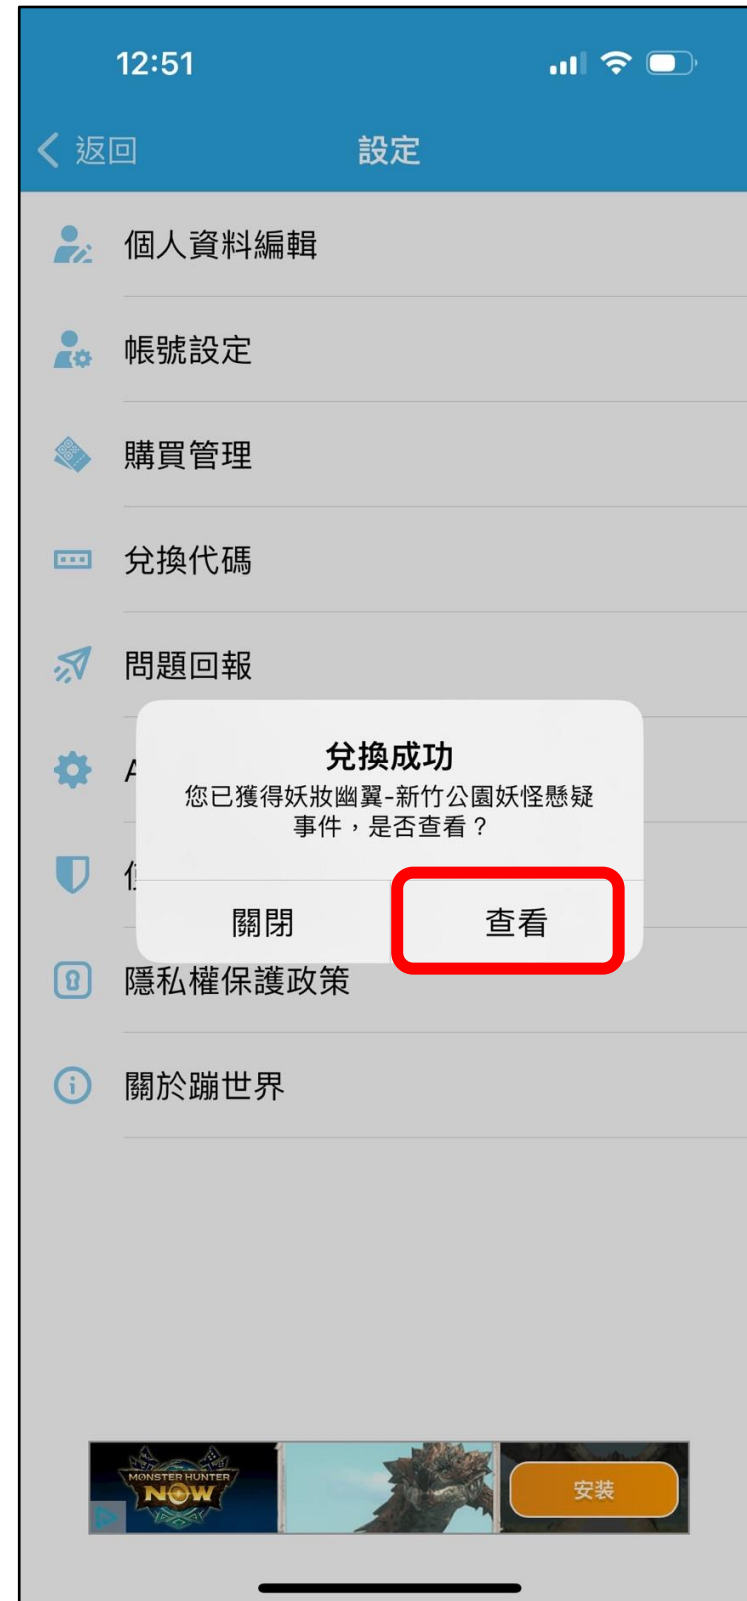 12:51
返回
設定
個人資料編輯
帳號設定
購買管理
兌換代碼
問題回報
兌換成功
您已獲得妖妝幽翼-新竹公園妖怪懸疑
事件，是否查看？
關閉
查看
隱私權保護政策
關於蹦世界
MONSTER HUNTER
NOW
安装